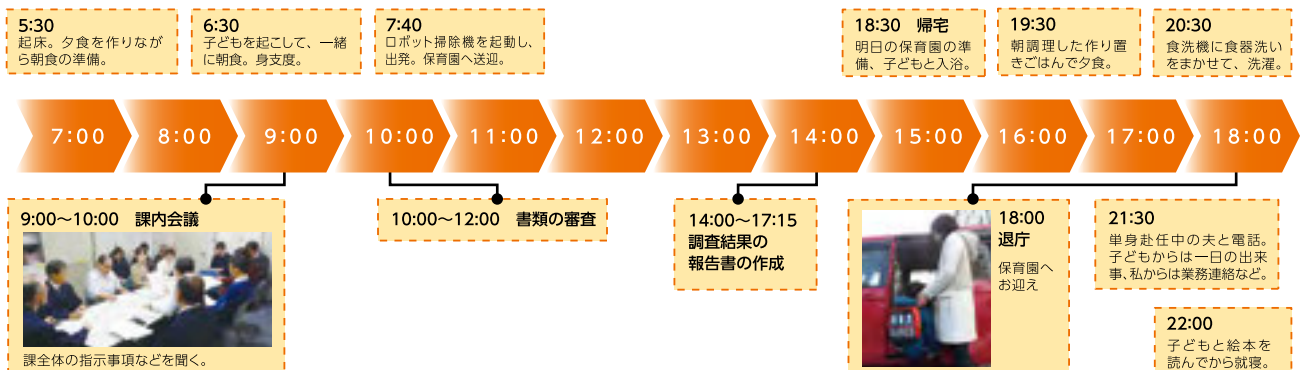 5:30
起床。夕食を作りなが
ら朝食の準備。
6:30
子どもを起こして、一緒
に朝食。身支度。
7:40
ロボット掃除機を起動し、
出発。保育園へ送迎。
18:30　帰宅
明日の保育園の準
備、子どもと入浴。
19:30
朝調理した作り置
きごはんで夕食。
20:30
食洗機に食器洗い
をまかせて、洗濯。
7:00
8:00
9:00
10:00
11:00
12:00
13:00
14:00
15:00
16:00
17:00
18:00
9:00〜10:00　課内会議
課全体の指示事項などを聞く。
10:00〜12:00　書類の審査
14:00〜17:15
調査結果の
報告書の作成
18:00
退庁
保育園へ
お迎え
21:30
単身赴任中の夫と電話。
子どもからは一日の出来
事、私からは業務連絡など。
22:00
子どもと絵本を
読んでから就寝。